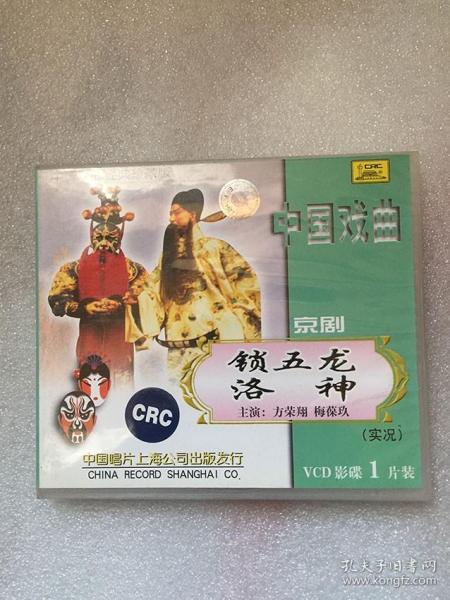 CRC
中国戏曲
京剧
锁五龙
洛神
主演:方荣翔 梅葆玖
(实况)
CRC
中国唱片上海公司出版发行
CHINA RECORD SHANGHAI CO.
VCD影碟1片装
孔夫子旧书网
www.kongfz.com